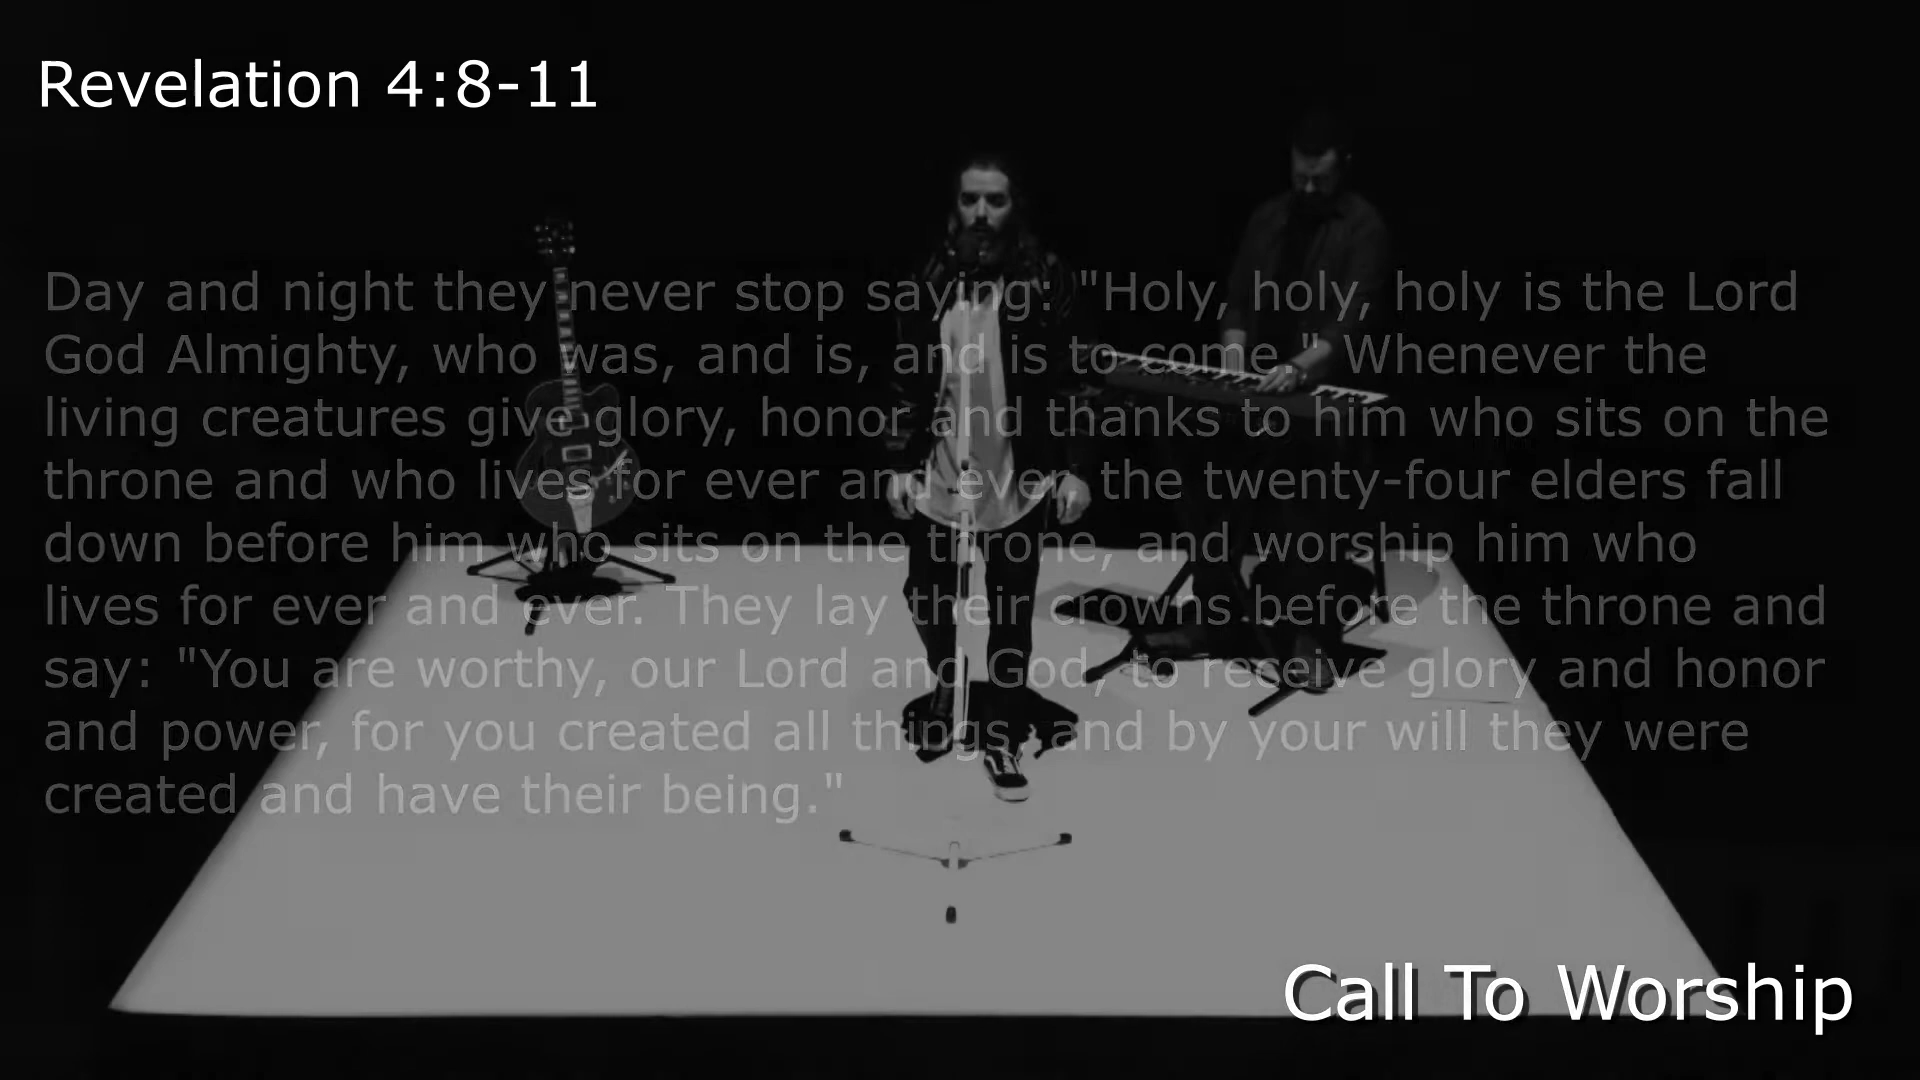 Revelation 4:8-11
Day and night they never stop saying: "Holy, holy, holy is the Lord
God Almighty, who was, and is, and is to come." Whenever the
living creatures give glory, honor and thanks to him who sits on the
throne and who lives for ever and ever, the twenty-four elders fall
down before him who sits on the throne, and worship him who
lives for ever and ever. They lay their crowns before the throne and
say: "You are worthy, our Lord and God, to receive glory and honor
and power, for you created all things, and by your will they were
created and have their being."
Call To Worship